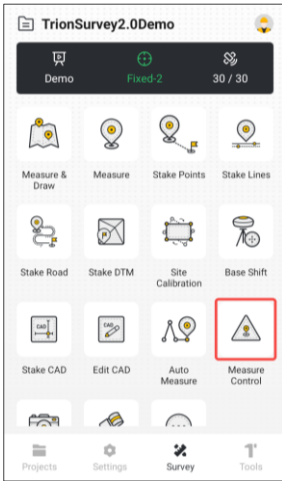 TrionSurvey2.0Demo
Demo Fixed-2 30 / 30
Measure & Draw Measure Stake Points Stake Lines
Stake Road Stake DTM Site Calibration Base Shift
CAD CAD
Stake CAD Edit CAD Auto Measure Measure Control
Projects Settings Survey Tools